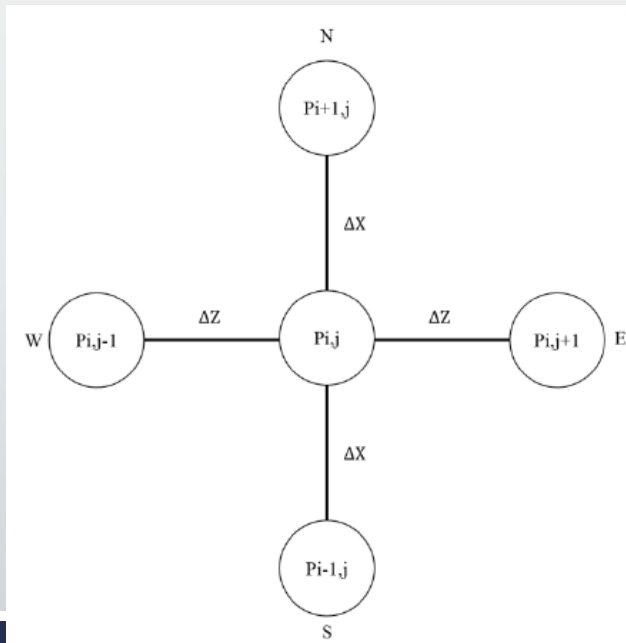 N
Pi+1,j
ΔX
ΔZ
ΔZ
W
Pi,j-1
Pi,j
Pi,j+1
E
ΔX
Pi-1,j
S